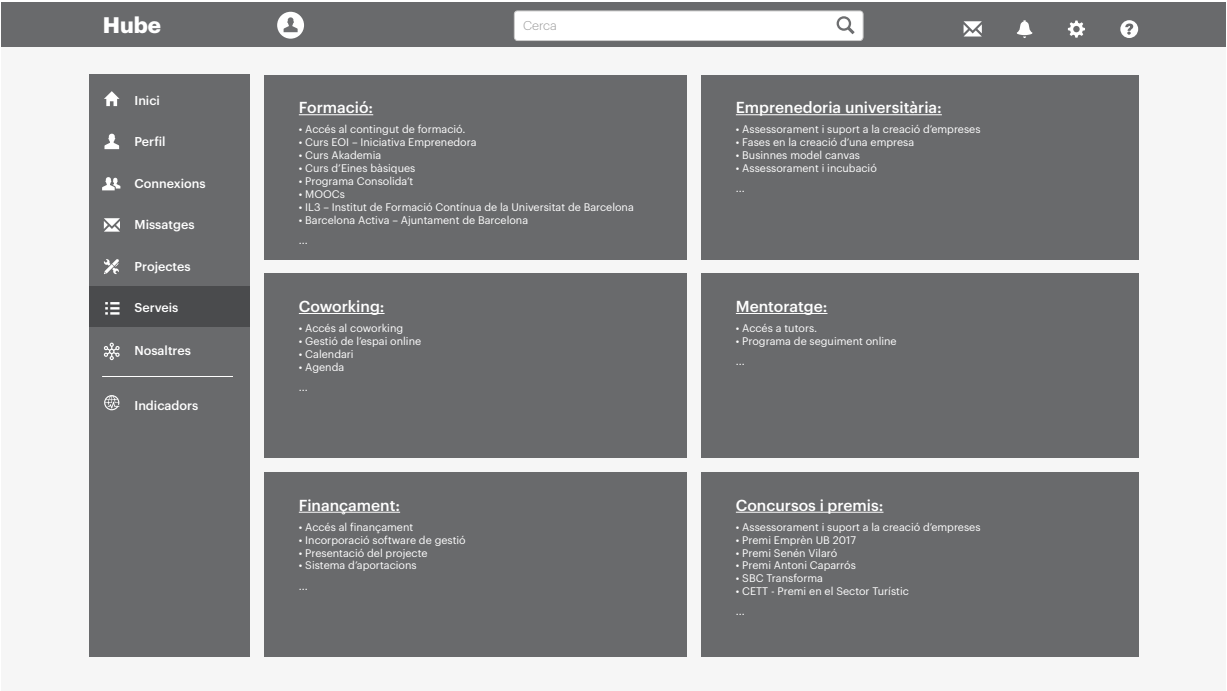 Hube
Cerca
Inici
Perfil
Connexions
Missatges
Projectes
Serveis
Nosaltres
Indicadors
Formació:
• Accés al contingut de formació.
• Curs EOI – Iniciativa Emprenedora
• Curs Akademia
• Curs d’Eines bàsiques
• Programa Consolida’t
• MOOCs
• IL3 – Institut de Formació Contínua de la Universitat de Barcelona
• Barcelona Activa – Ajuntament de Barcelona
...
Emprenedoria universitària:
• Assessorament i suport a la creació d’empreses
• Fases en la creació d’una empresa
• Businnes model canvas
• Assessorament i incubació
...
Coworking:
• Accés al coworking
• Gestió de l’espai online
• Calendari
• Agenda
...
Mentoratge:
• Accés a tutors.
• Programa de seguiment online
...
Finançament:
• Accés al finançament
• Incorporació software de gestió
• Presentació del projecte
• Sistema d’aportacions
...
Concursos i premis:
• Assessorament i suport a la creació d’empreses
• Premi Emprèn UB 2017
• Premi Senén Vilaró
• Premi Antoni Caparrós
• SBC Transforma
• CETT - Premi en el Sector Turístic
...